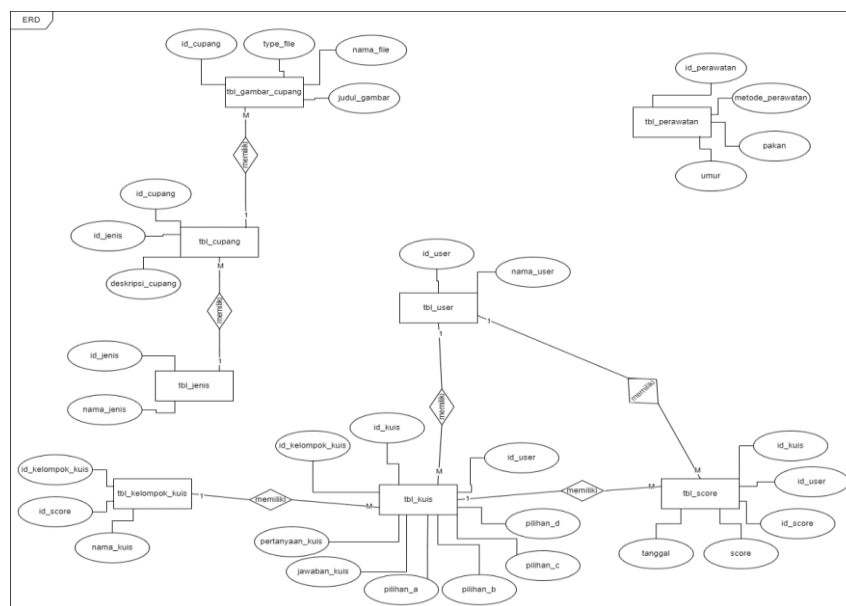 ERD
id_cupang
type_file
nama_file
tbl_gambar_cupang
judul_gambar
M
memiliki
1
id_cupang
id_jenis
tbl_cupang
deskripsi_cupang
M
memiliki
1
id_jenis
tbl_jenis
nama_jenis
id_perawatan
metode_perawatan
tbl_perawatan
pakan
umur
id_user
nama_user
tbl_user
1
1
memiliki
memiliki
M
M
id_kelompok_kuis
tbl_kelompok_kuis
id_score
nama_kuis
1
memiliki
M
id_kuis
id_kelompok_kuis
id_user
tbl_kuis
pertanyaan_kuis
jawaban_kuis
pilihan_a
pilihan_b
pilihan_c
pilihan_d
1
memiliki
M
id_kuis
tbl_score
id_user
id_score
tanggal
score